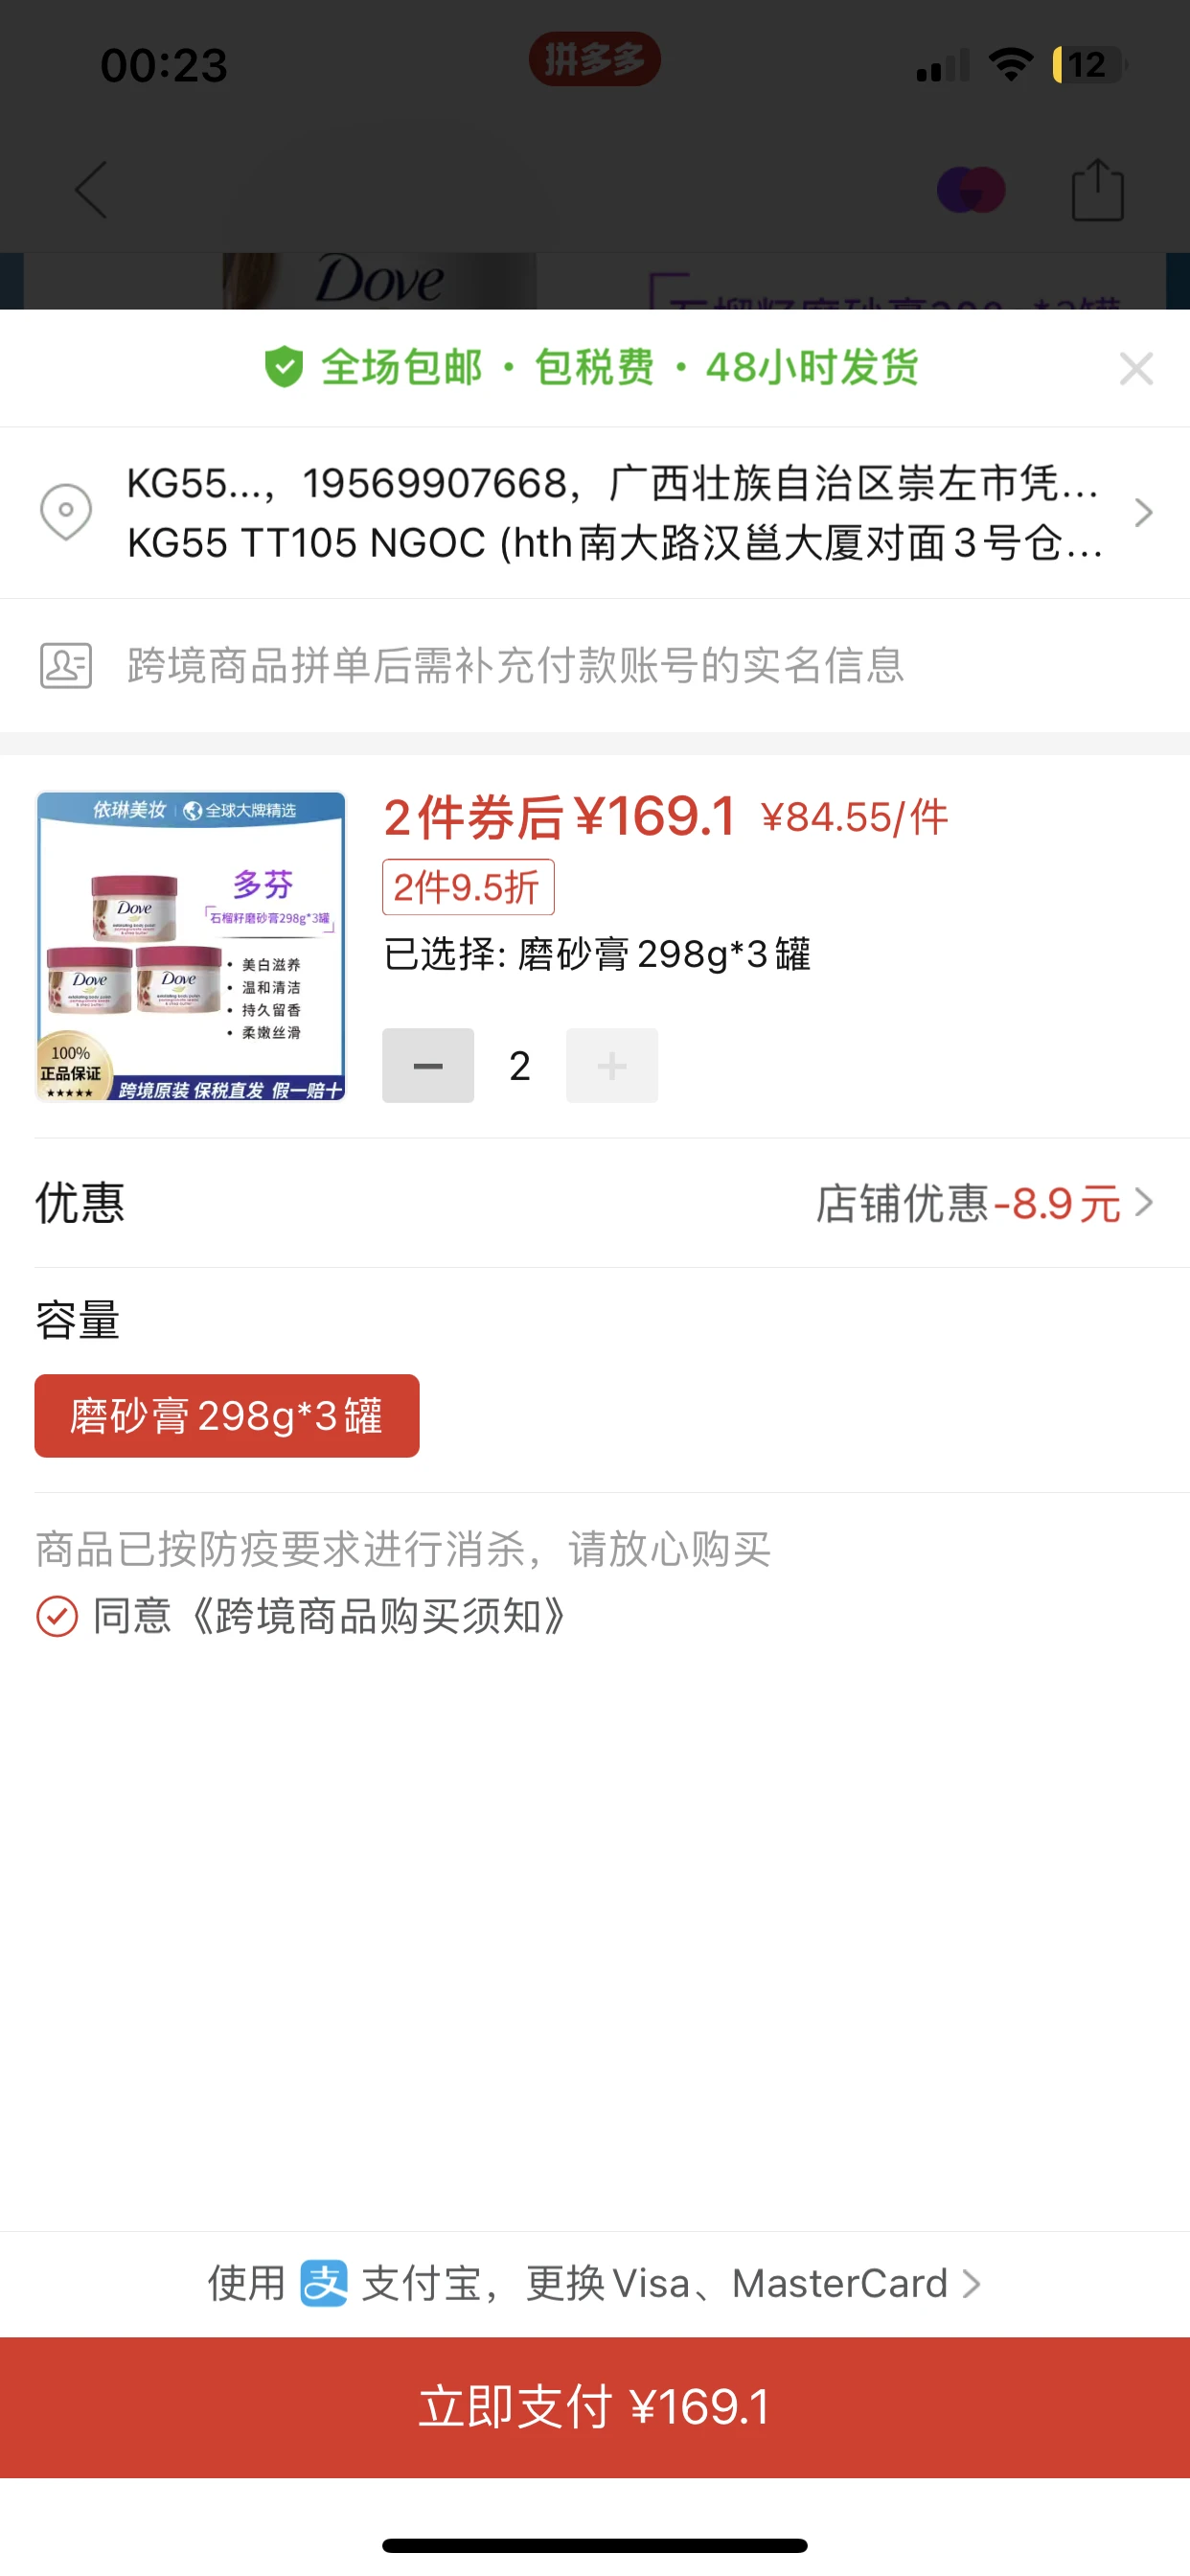 00:23
拼多多
12
Dove
全场包邮 · 包税费 · 48小时发货
KG55..., 19569907668, 广西壮族自治区崇左市凭...
KG55 TT105 NGOC (hth南大路汉邕大厦对面3号仓...
跨境商品拼单后需补充付款账号的实名信息
依琳美妆 | 全球大牌精选
多芬
「石榴籽磨砂膏298g*3罐」
Dove
Dove
Dove
• 美白滋养
• 温和清洁
• 持久留香
• 柔嫩丝滑
100%
正品保证
★★★★★
跨境原装 保税直发 假一赔十
2件券后¥169.1 ¥84.55/件
2件9.5折
已选择: 磨砂膏298g*3罐
2
优惠
店铺优惠-8.9元
容量
磨砂膏298g*3罐
商品已按防疫要求进行消杀，请放心购买
同意《跨境商品购买须知》
使用 支 支付宝，更换Visa、MasterCard
立即支付 ¥169.1